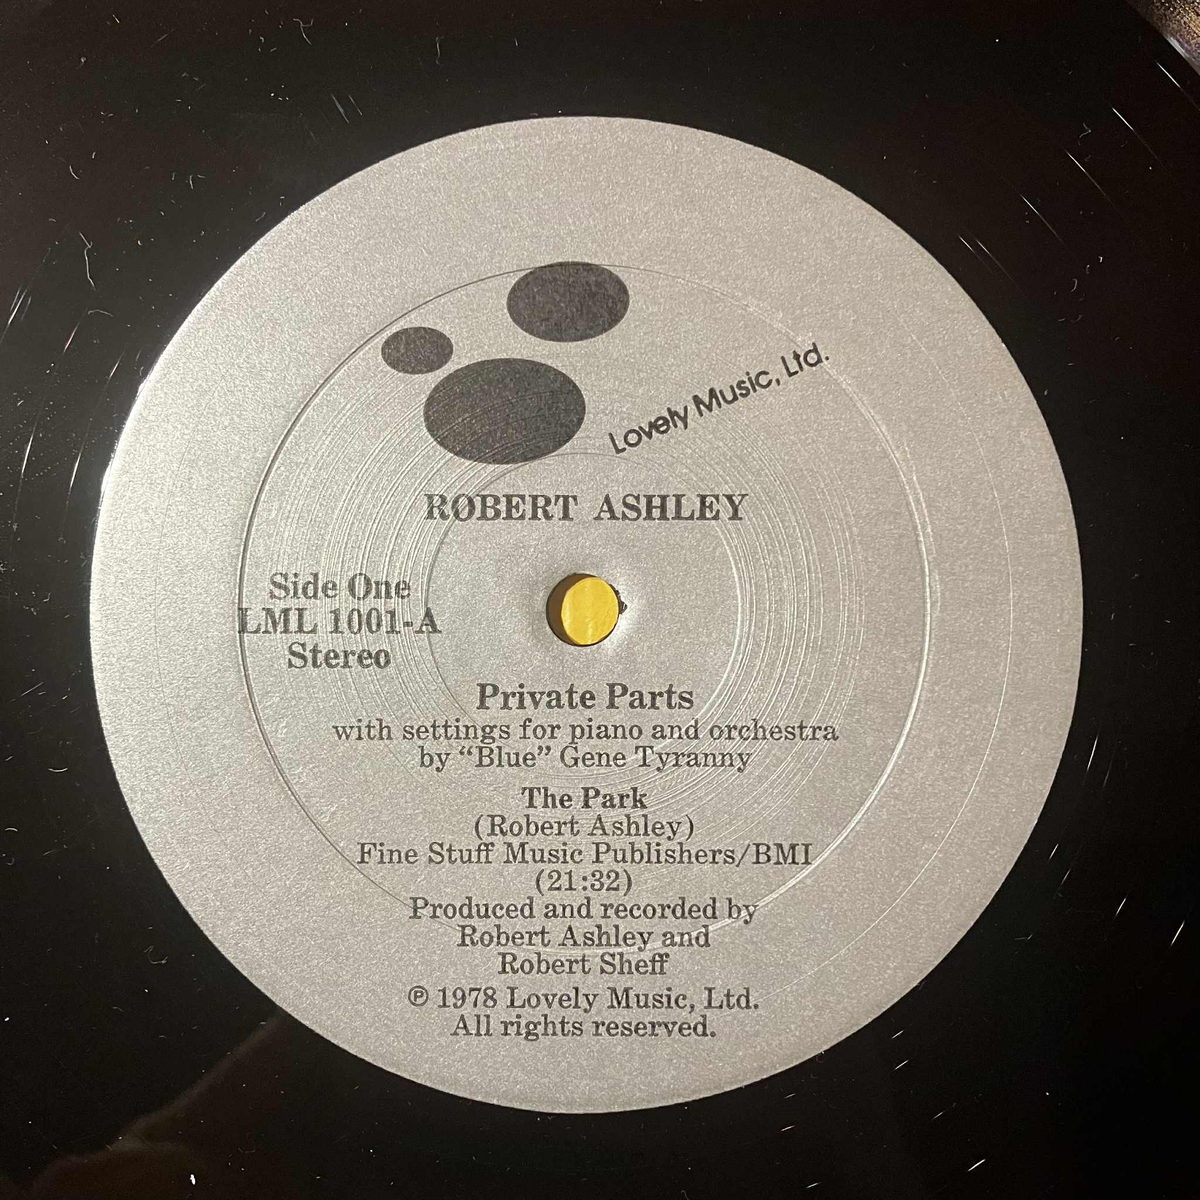 Lovely Music, Ltd.
ROBERT ASHLEY
Side One
LML 1001-A
Stereo
Private Parts
with settings for piano and orchestra
by “Blue” Gene Tyranny
The Park
(Robert Ashley)
Fine Stuff Music Publishers/BMI
(21:32)
Produced and recorded by
Robert Ashley and
Robert Sheff
℗ 1978 Lovely Music, Ltd.
All rights reserved.